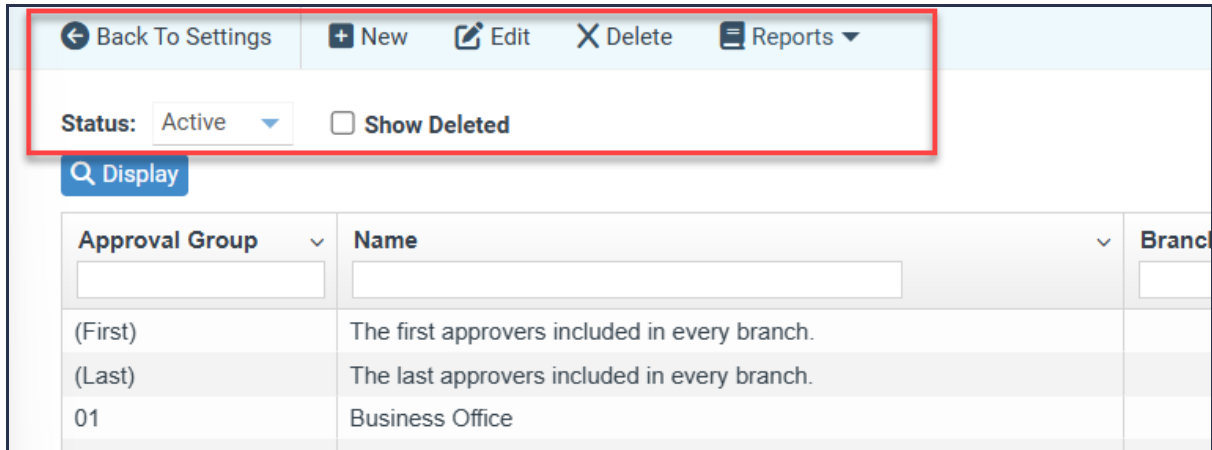 Back To Settings New Edit Delete Reports
Status: Active Show Deleted
Display
Approval Group Name Branch
(First) The first approvers included in every branch.
(Last) The last approvers included in every branch.
01 Business Office